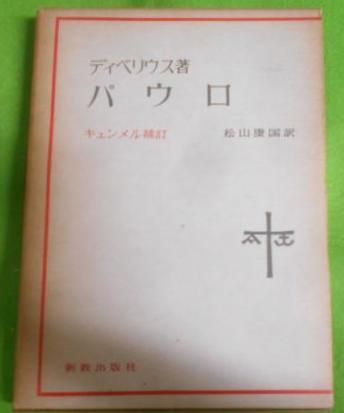 ディベリウス著
パウロ
キュンメル補訂 松山康国訳
新教出版社